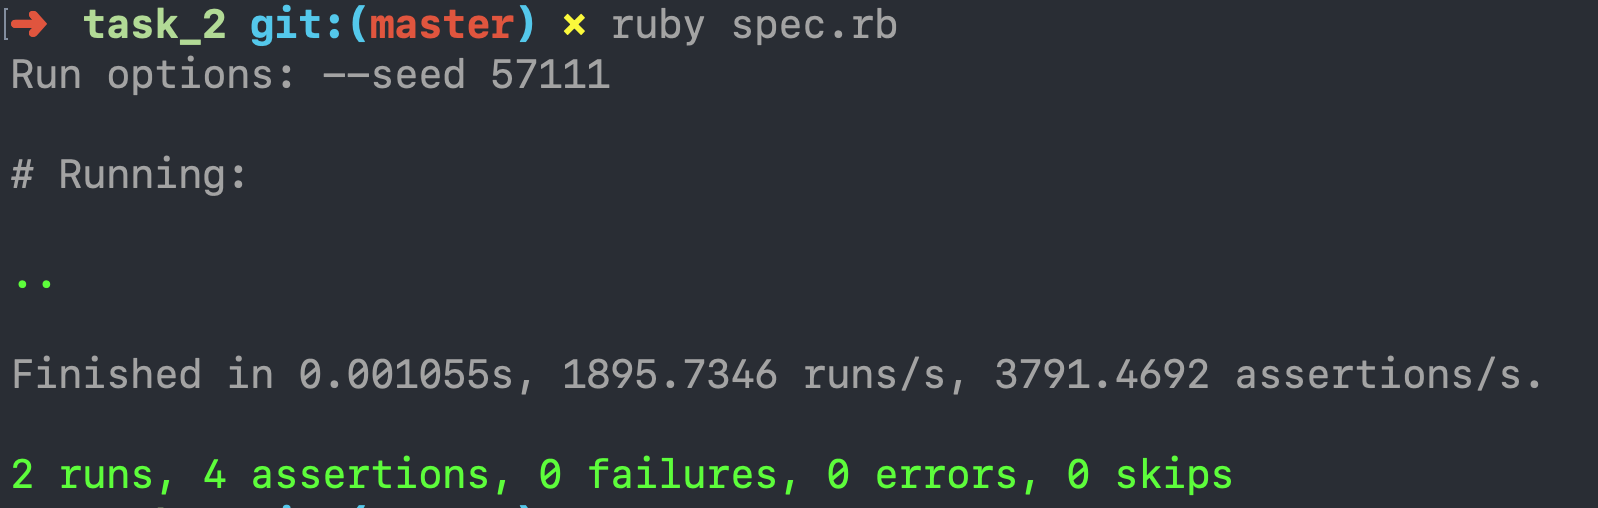 ➜ task_2 git:(master) ✗ ruby spec.rb
Run options: --seed 57111
# Running:
..
Finished in 0.001055s, 1895.7346 runs/s, 3791.4692 assertions/s.
2 runs, 4 assertions, 0 failures, 0 errors, 0 skips